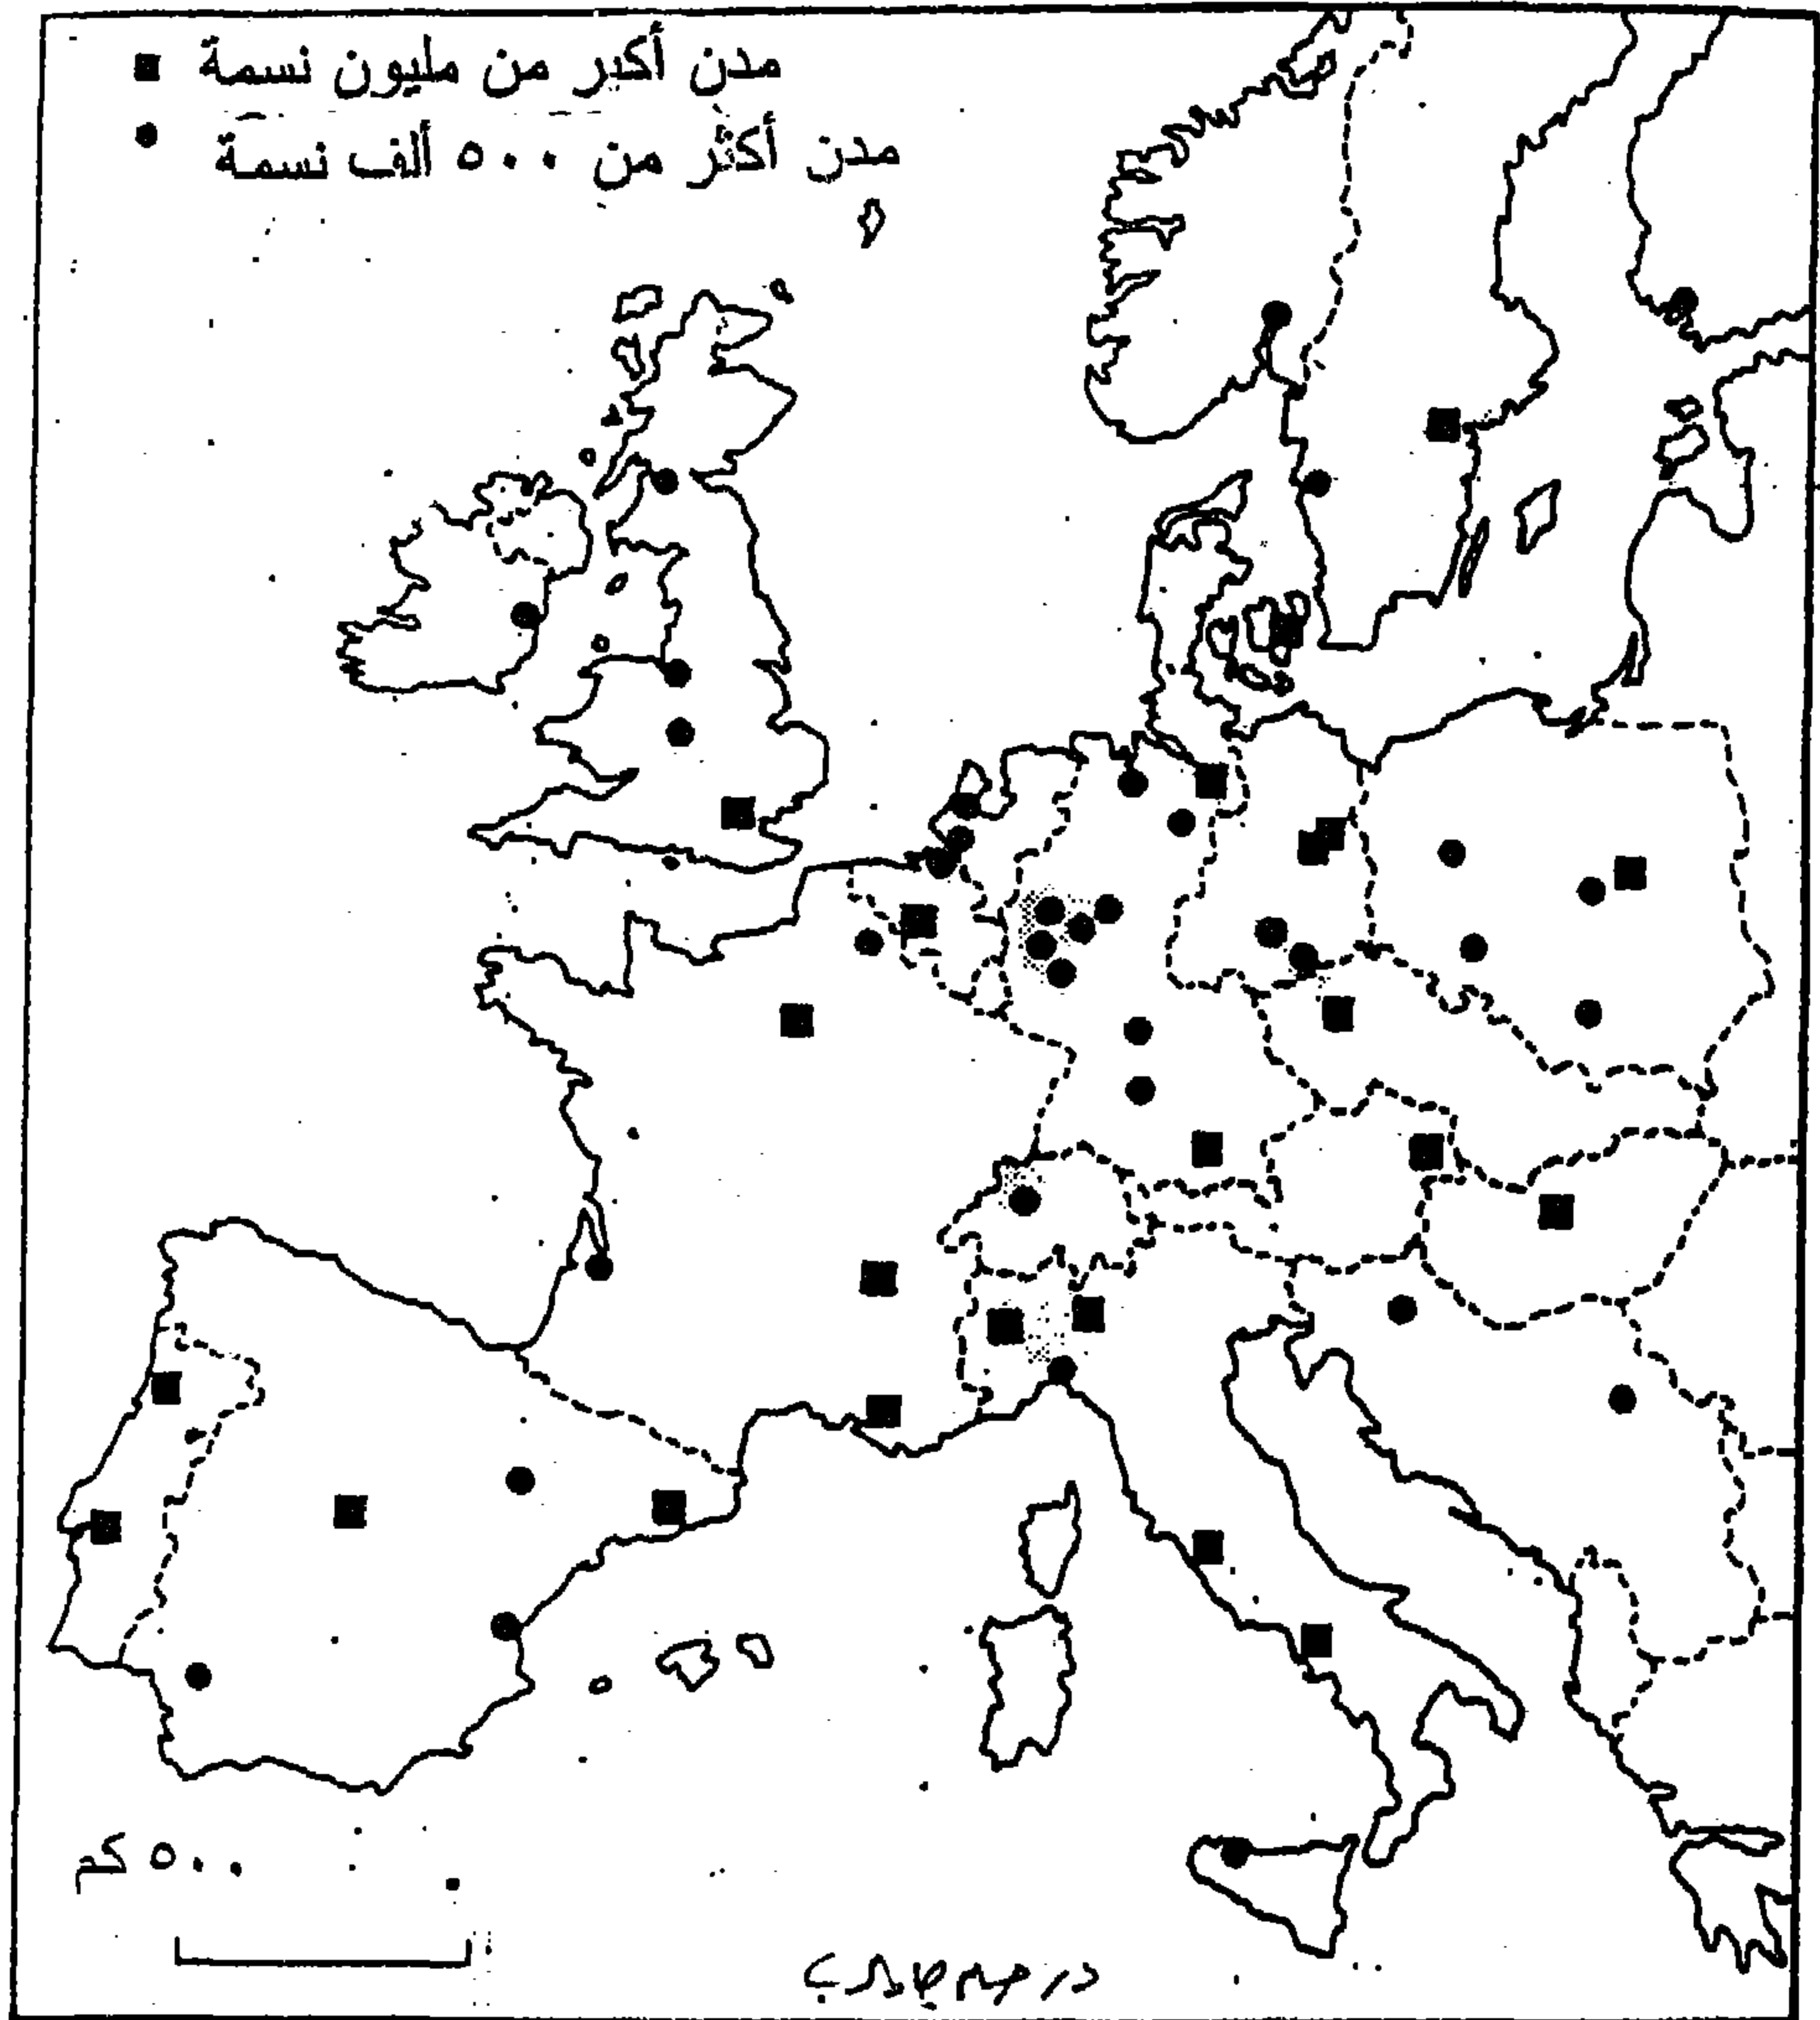 مدن أكبر من مليون نسمة
مدن أكثر من ٥٠٠ ألف نسمة
٥٠٠ كم